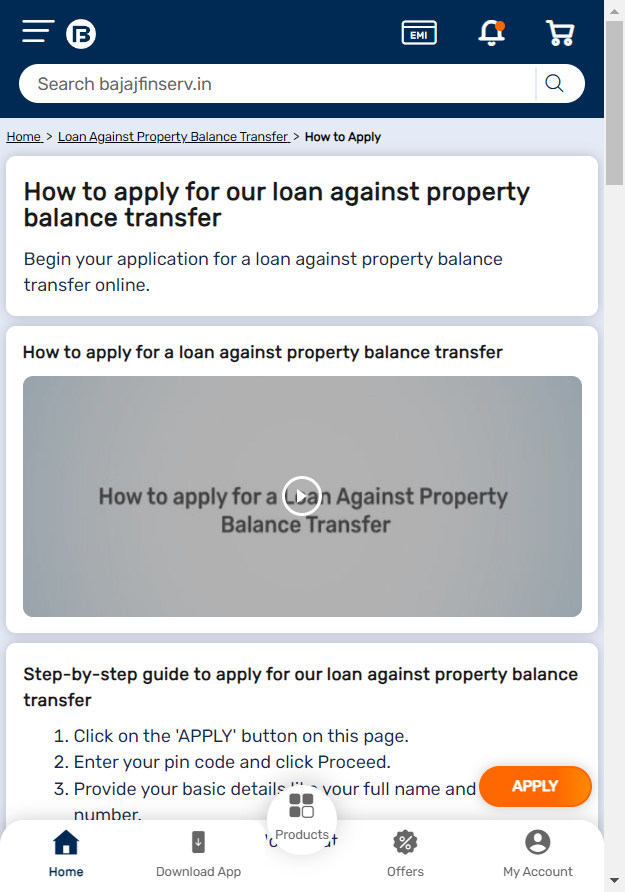 EMI
Search bajajfinserv.in
Home > Loan Against Property Balance Transfer > How to Apply
How to apply for our loan against property
balance transfer
Begin your application for a loan against property balance
transfer online.
How to apply for a loan against property balance transfer
How to apply for a Loan Against Property
Balance Transfer
Step-by-step guide to apply for our loan against property balance
transfer
1. Click on the 'APPLY' button on this page.
2. Enter your pin code and click Proceed.
3. Provide your basic details like your full name and
number.
APPLY
Products
Home
Download App
Offers
My Account